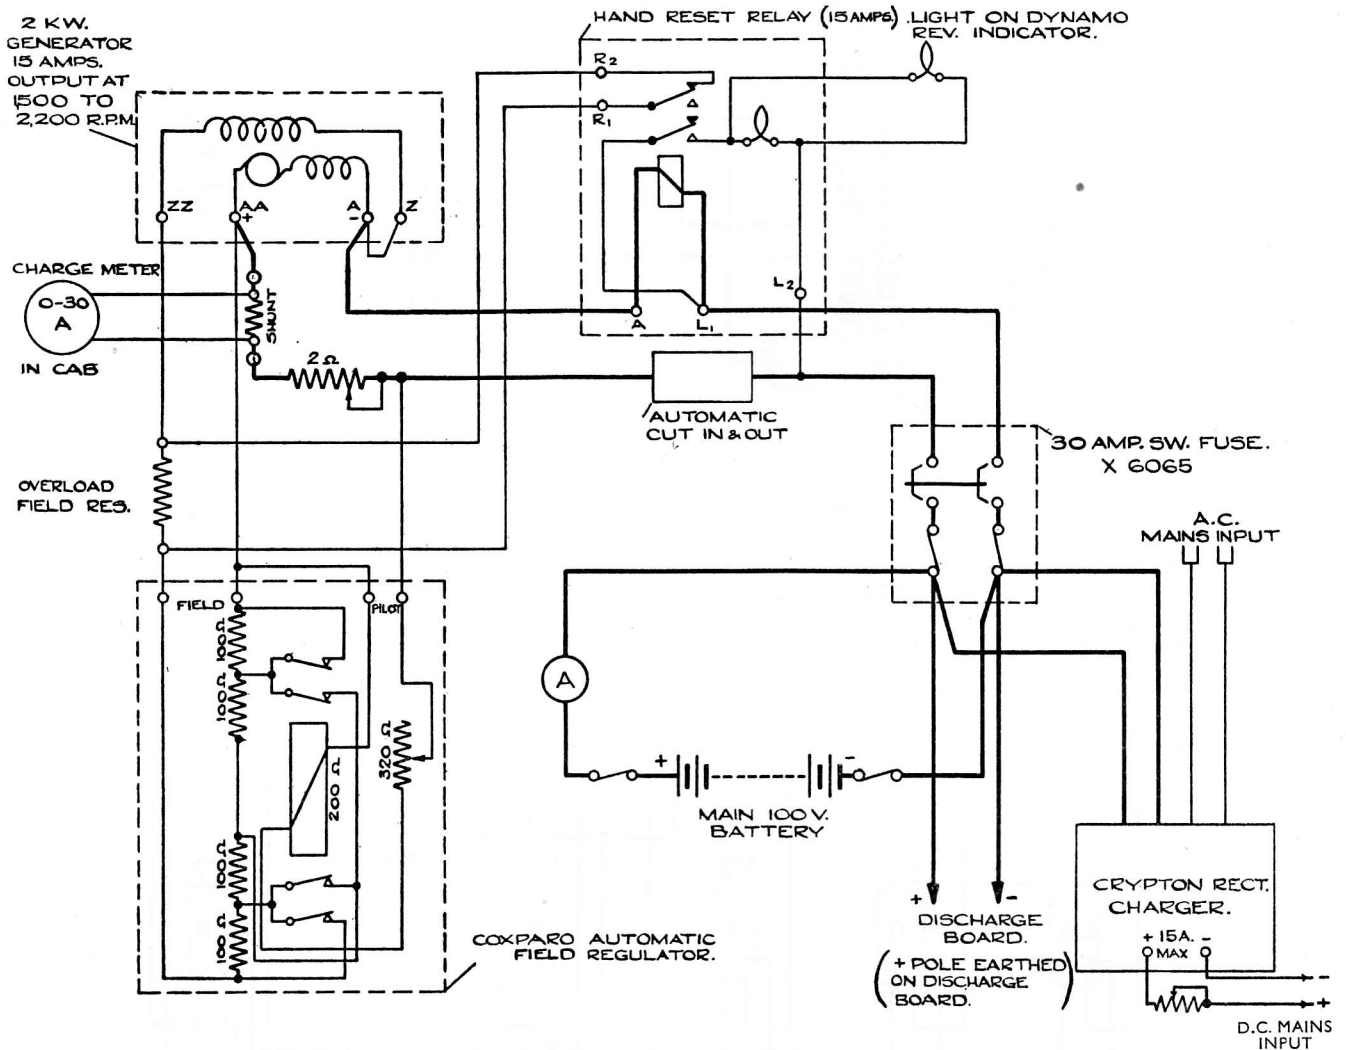 2 KW.
GENERATOR
15 AMPS.
OUTPUT AT
1500 TO
2,200 R.P.M.
HAND RESET RELAY (15AMPS)
LIGHT ON DYNAMO
REV. INDICATOR.
R2
R1
ZZ
AA
+
A
-
Z
CHARGE METER
0-30
A
IN CAB
SHUNT
2 Ω
A
L1
L2
AUTOMATIC
CUT IN & OUT
30 AMP. SW. FUSE.
X 6065
OVERLOAD
FIELD RES.
A.C.
MAINS INPUT
FIELD
PILOT
100 Ω
100 Ω
200 Ω
320 Ω
100 Ω
100 Ω
A
+
-
MAIN 100 V.
BATTERY
COXPARO AUTOMATIC
FIELD REGULATOR.
+
-
DISCHARGE
BOARD.
(+ POLE EARTHED
ON DISCHARGE
BOARD.)
CRYPTON RECT.
CHARGER.
+ 15A. -
MAX
-
+
D.C. MAINS
INPUT